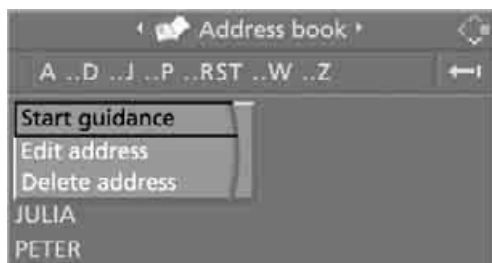 Address book
A ..D ..J ..P ..RST ..W ..Z
Start guidance
Edit address
Delete address
JULIA
PETER